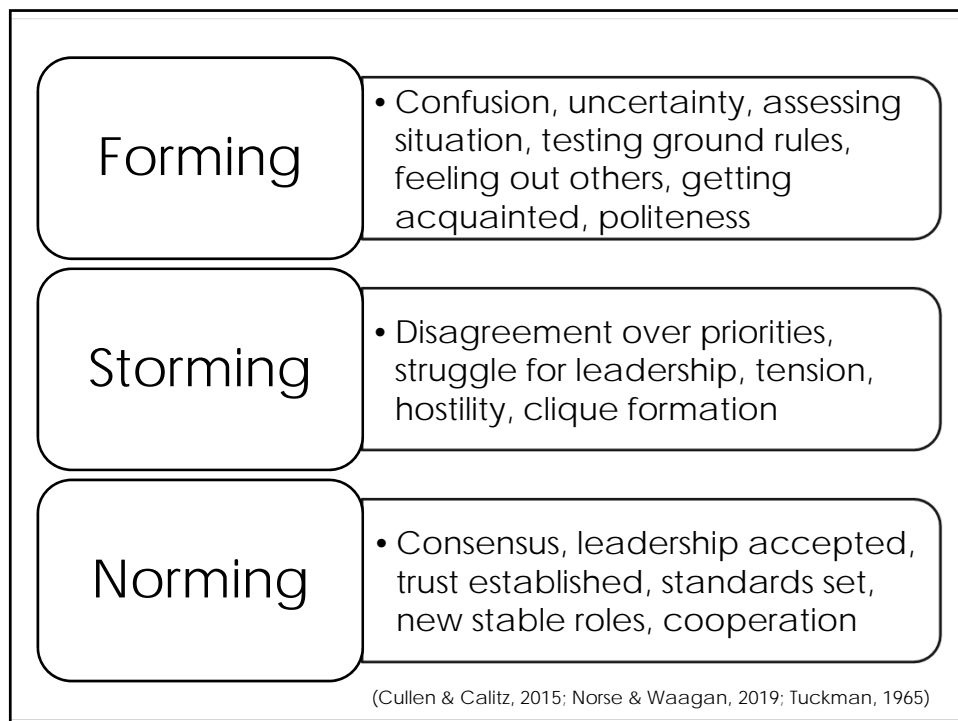 Forming
• Confusion, uncertainty, assessing
situation, testing ground rules,
feeling out others, getting
acquainted, politeness
Storming
• Disagreement over priorities,
struggle for leadership, tension,
hostility, clique formation
Norming
• Consensus, leadership accepted,
trust established, standards set,
new stable roles, cooperation
(Cullen & Calitz, 2015; Norse & Waagan, 2019; Tuckman, 1965)